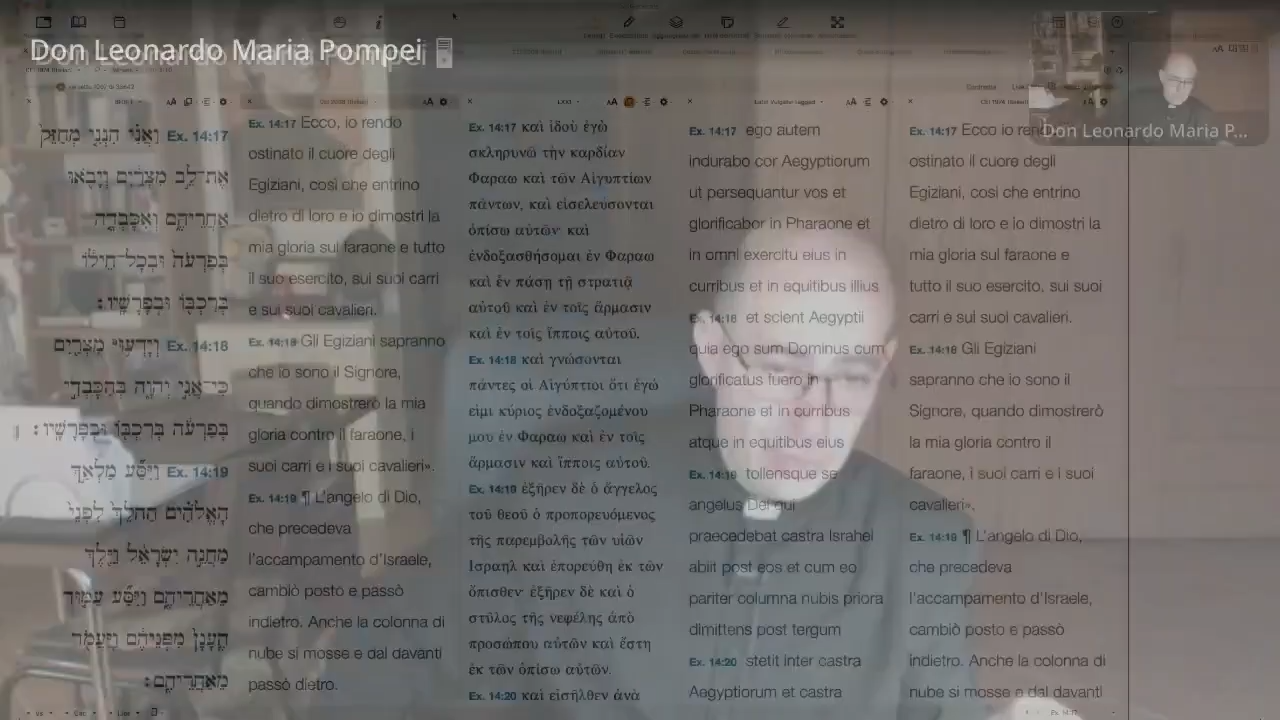 Don Leonardo Maria Pompei
Don Leonardo Maria P...
Ex. 14:17 וַאֲנִי הִנְנִי מְחַזֵּק
אֶת־לֵב מִצְרַיִם וְיָבֹאוּ
אַחֲרֵיהֶם וְאִכָּבְדָה
בְּפַרְעֹה וּבְכָל־חֵילוֹ
בְּרִכְבּוֹ וּבְפָרָשָׁיו׃
Ex. 14:18 וְיָדְעוּ מִצְרַיִם
כִּי־אֲנִי יְהוָה בְּהִכָּבְדִי
בְּפַרְעֹה בְּרִכְבּוֹ וּבְפָרָשָׁיו׃
Ex. 14:19 וַיִּסַּע מַלְאַךְ
הָאֱלֹהִים הַהֹלֵךְ לִפְנֵי
מַחֲנֵה יִשְׂרָאֵל וַיֵּלֶךְ
מֵאַחֲרֵיהֶם וַיִּסַּע עַמּוּד
הֶעָנָן מִפְּנֵיהֶם וַיַּעֲמֹד
מֵאַחֲרֵיהֶם׃
Ex. 14:17 Ecco, io rendo
ostinato il cuore degli
Egiziani, così che entrino
dietro di loro e io dimostri la
mia gloria sul faraone e tutto
il suo esercito, sui suoi carri
e sui suoi cavalieri.
Ex. 14:18 Gli Egiziani sapranno
che io sono il Signore,
quando dimostrerò la mia
gloria contro il faraone, i
suoi carri e i suoi cavalieri».
Ex. 14:19 ¶ L'angelo di Dio,
che precedeva
l'accampamento d'Israele,
cambiò posto e passò
indietro. Anche la colonna di
nube si mosse e dal davanti
passò dietro.
LXX1
Ex. 14:17 καὶ ἰδοὺ ἐγὼ
σκληρυνῶ τὴν καρδίαν
Φαραω καὶ τῶν Αἰγυπτίων
πάντων, καὶ εἰσελεύσονται
ὀπίσω αὐτῶν· καὶ
ἐνδοξασθήσομαι ἐν Φαραω
καὶ ἐν πάσῃ τῇ στρατιᾷ
αὐτοῦ καὶ ἐν τοῖς ἅρμασιν
καὶ ἐν τοῖς ἵπποις αὐτοῦ.
Ex. 14:18 καὶ γνώσονται
πάντες οἱ Αἰγύπτιοι ὅτι ἐγώ
εἰμι κύριος ἐνδοξαζομένου
μου ἐν Φαραω καὶ ἐν τοῖς
ἅρμασιν καὶ ἵπποις αὐτοῦ.
Ex. 14:19 ἐξῆρεν δὲ ὁ ἄγγελος
τοῦ θεοῦ ὁ προπορευόμενος
τῆς παρεμβολῆς τῶν υἱῶν
Ισραηλ καὶ ἐπορεύθη ἐκ τῶν
ὄπισθεν· ἐξῆρεν δὲ καὶ ὁ
στῦλος τῆς νεφέλης ἀπὸ
προσώπου αὐτῶν καὶ ἔστη
ἐκ τῶν ὀπίσω αὐτῶν.
Ex. 14:20 καὶ εἰσῆλθεν ἀνὰ
Ex. 14:17 ego autem
indurabo cor Aegyptiorum
ut persequantur vos et
glorificabor in Pharaone et
in omni exercitu eius in
curribus et in equitibus illius
Ex. 14:18 et scient Aegyptii
quia ego sum Dominus cum
glorificatus fuero in
Pharaone et in curribus
atque in equitibus eius
Ex. 14:19 tollensque se
angelus Dei qui
praecedebat castra Israhel
abiit post eos et cum eo
pariter columna nubis priora
dimittens post tergum
Ex. 14:20 stetit inter castra
Aegyptiorum et castra
Ex. 14:17 Ecco io rendo
ostinato il cuore degli
Egiziani, così che entrino
dietro di loro e io dimostri la
mia gloria sul faraone e
tutto il suo esercito, sui suoi
carri e sui suoi cavalieri.
Ex. 14:18 Gli Egiziani
sapranno che io sono il
Signore, quando dimostrerò
la mia gloria contro il
faraone, i suoi carri e i suoi
cavalieri».
Ex. 14:19 ¶ L'angelo di Dio,
che precedeva
l'accampamento d'Israele,
cambiò posto e passò
indietro. Anche la colonna di
nube si mosse e dal davanti